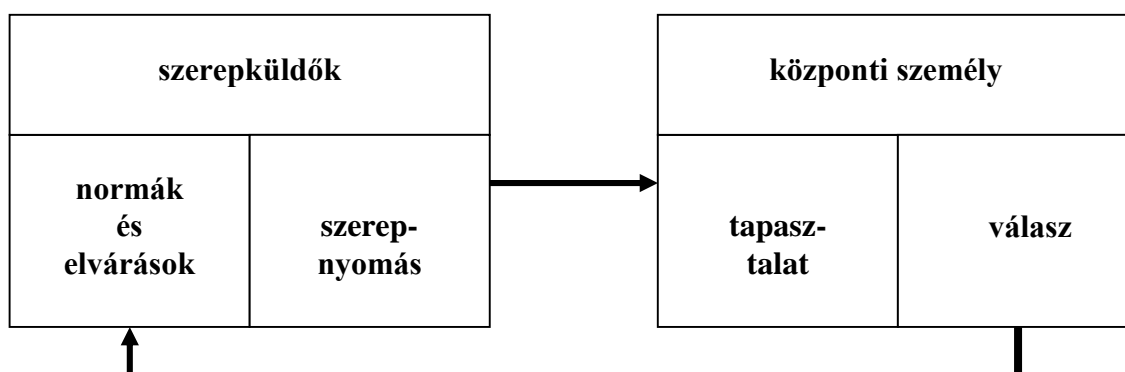 szerepküldők
központi személy
normák
és
elvárások
szerep-
nyomás
tapasz-
talat
válasz